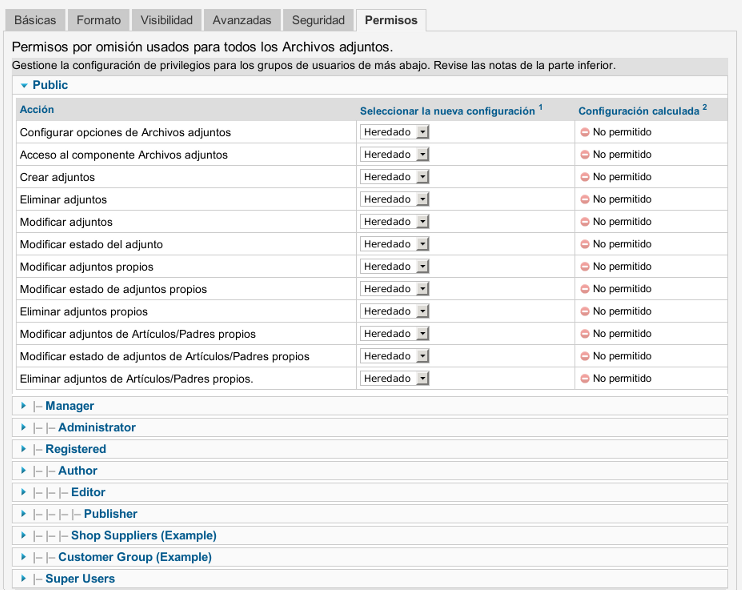 Básicas Formato Visibilidad Avanzadas Seguridad Permisos
Permisos por omisión usados para todos los Archivos adjuntos.
Gestione la configuración de privilegios para los grupos de usuarios de más abajo. Revise las notas de la parte inferior.
Public
Acción Seleccionar la nueva configuración 1 Configuración calculada 2
Configurar opciones de Archivos adjuntos Heredado No permitido
Acceso al componente Archivos adjuntos Heredado No permitido
Crear adjuntos Heredado No permitido
Eliminar adjuntos Heredado No permitido
Modificar adjuntos Heredado No permitido
Modificar estado del adjunto Heredado No permitido
Modificar adjuntos propios Heredado No permitido
Modificar estado de adjuntos propios Heredado No permitido
Eliminar adjuntos propios Heredado No permitido
Modificar adjuntos de Artículos/Padres propios Heredado No permitido
Modificar estado de adjuntos de Artículos/Padres propios Heredado No permitido
Eliminar adjuntos de Artículos/Padres propios. Heredado No permitido
|– Manager
|– |– Administrator
|– Registered
|– |– Author
|– |– |– Editor
|– |– |– |– Publisher
|– |– |– Shop Suppliers (Example)
|– |– Customer Group (Example)
|– Super Users